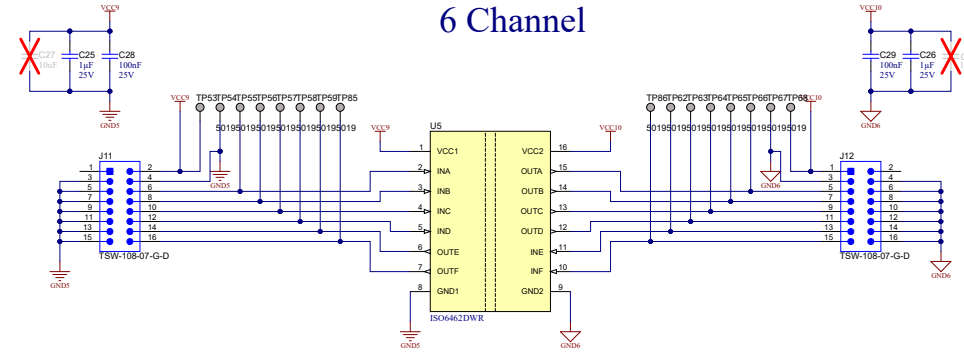 6 Channel
VCC9
VCC10
C27
10uF
C25
1µF
25V
C28
100nF
25V
GND5
C29
100nF
25V
C26
1µF
25V
GND6
VCC9
TP53 TP54 TP55 TP56 TP57 TP58 TP59 TP85
5019 5019 5019 5019 5019 5019 5019
GND5
VCC9
U5
VCC10
TP86 TP62 TP63 TP64 TP65 TP66 TP67 TP68
VCC10
5019 5019 5019 5019 5019 5019 5019
GND6
J11
1 2
3 4
5 6
7 8
9 10
11 12
13 14
15 16
TSW-108-07-G-D
GND5
1 VCC1 VCC2 16
2 INA OUTA 15
3 INB OUTB 14
4 INC OUTC 13
5 IND OUTD 12
6 OUTE INE 11
7 OUTF INF 10
8 GND1 GND2 9
ISO6462DWR
GND5
GND6
J12
1 2
3 4
5 6
7 8
9 10
11 12
13 14
15 16
TSW-108-07-G-D
GND6